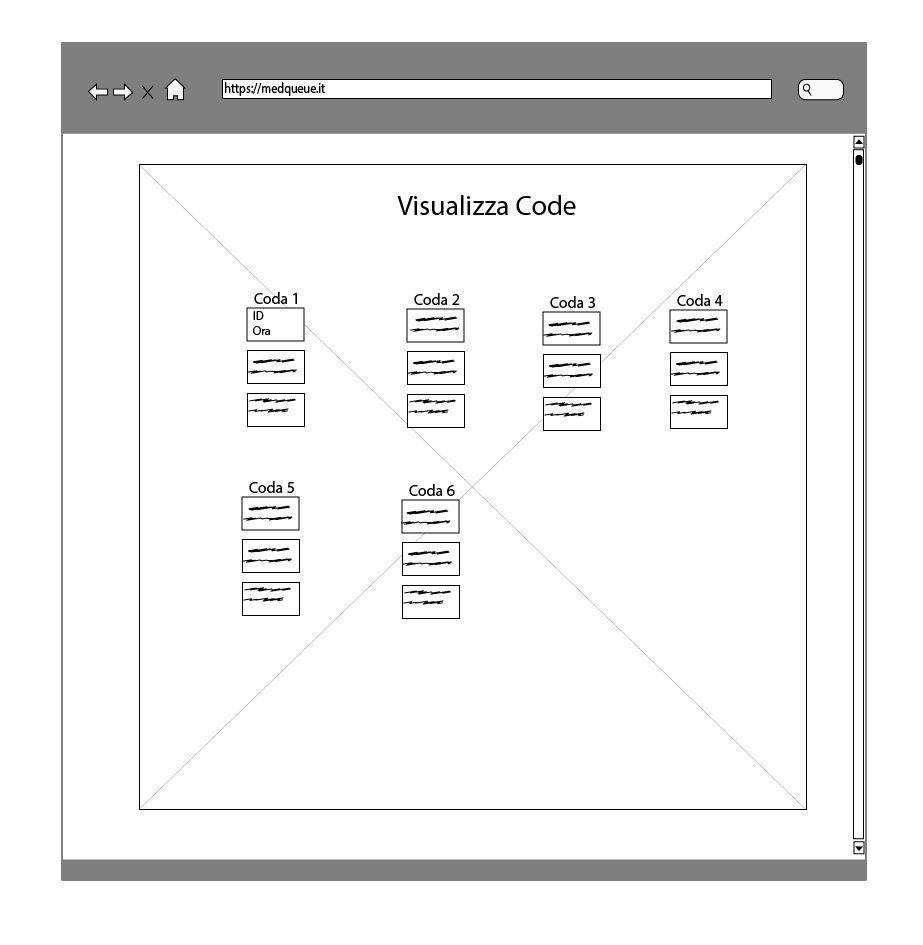 https://medqueue.it
Visualizza Code
Coda 1
Coda 2
Coda 3
Coda 4
ID
Ora
Coda 5
Coda 6